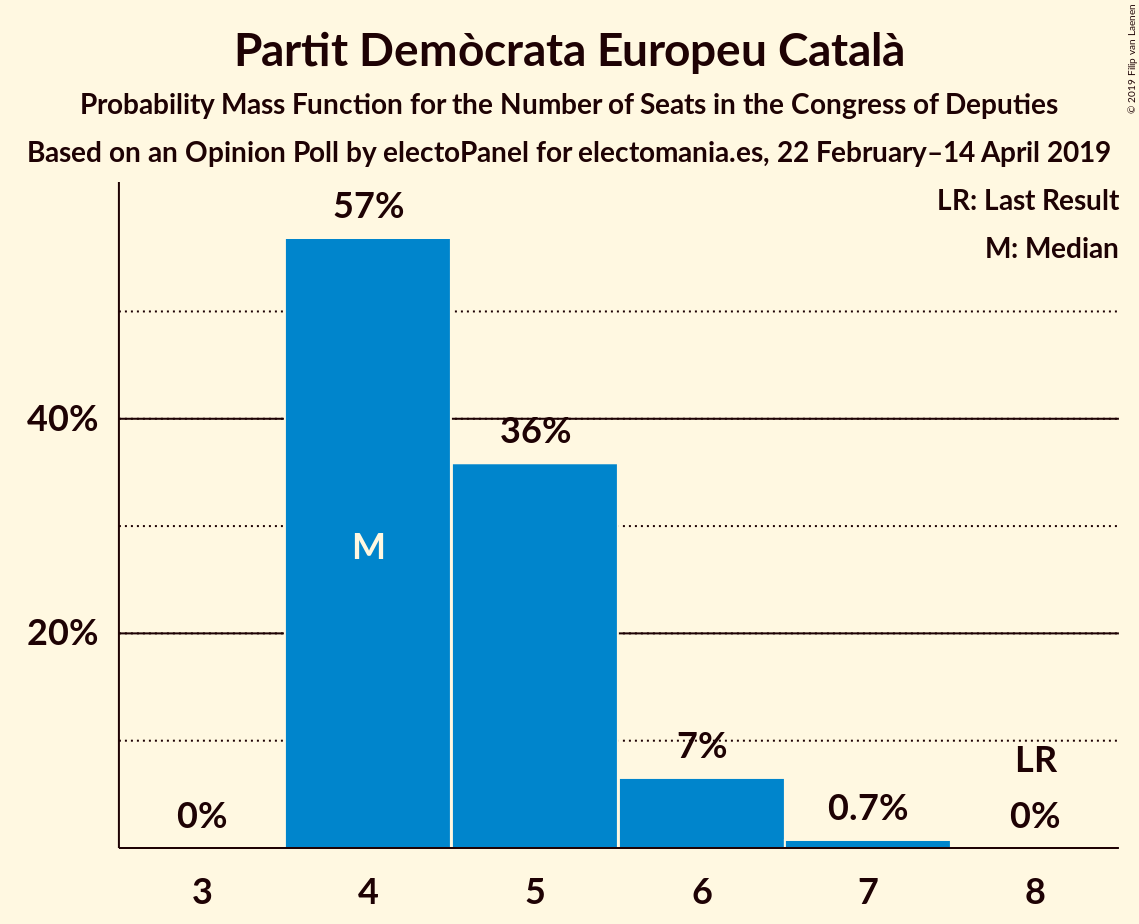 Partit Demòcrata Europeu Català
Probability Mass Function for the Number of Seats in the Congress of Deputies
Based on an Opinion Poll by electoPanel for electomania.es, 22 February–14 April 2019
© 2019 Filip van Laenen
LR: Last Result
M: Median
57%
40%
36%
M
20%
7%
LR
0%
0.7%
0%
3 4 5 6 7 8